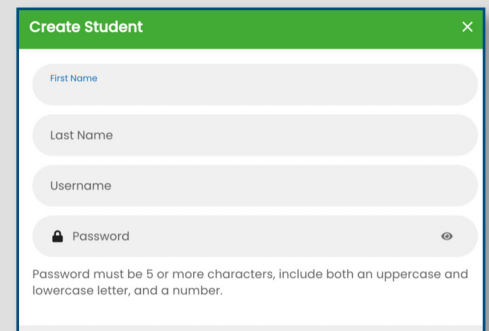 Create Student
First Name
Last Name
Username
Password
Password must be 5 or more characters, include both an uppercase and
lowercase letter, and a number.